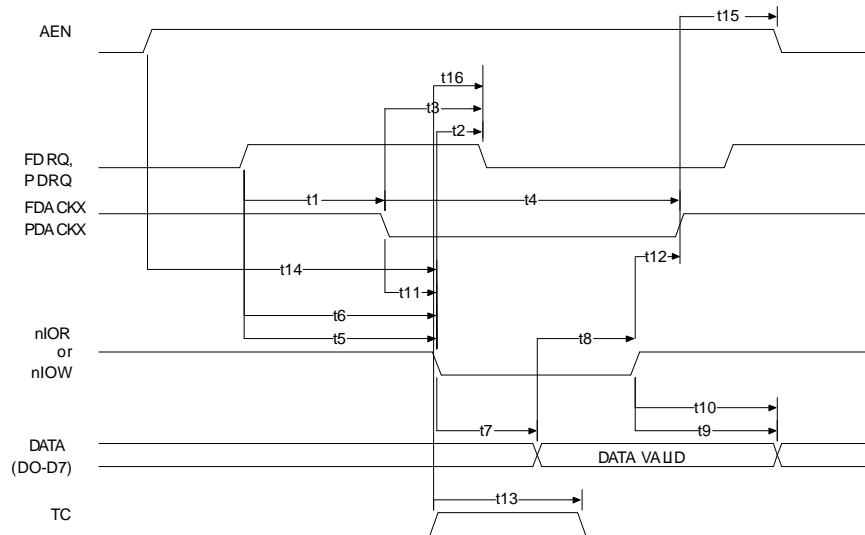 t15
AEN
t16
t3
t2
FDRQ,
PDRQ
t1
t4
FDACKX
PDACKX
t12
t14
t11
t6
t5
t8
nIOR
or
nIOW
t10
t7
t9
DATA
(DO-D7)
DATA VALID
t13
TC